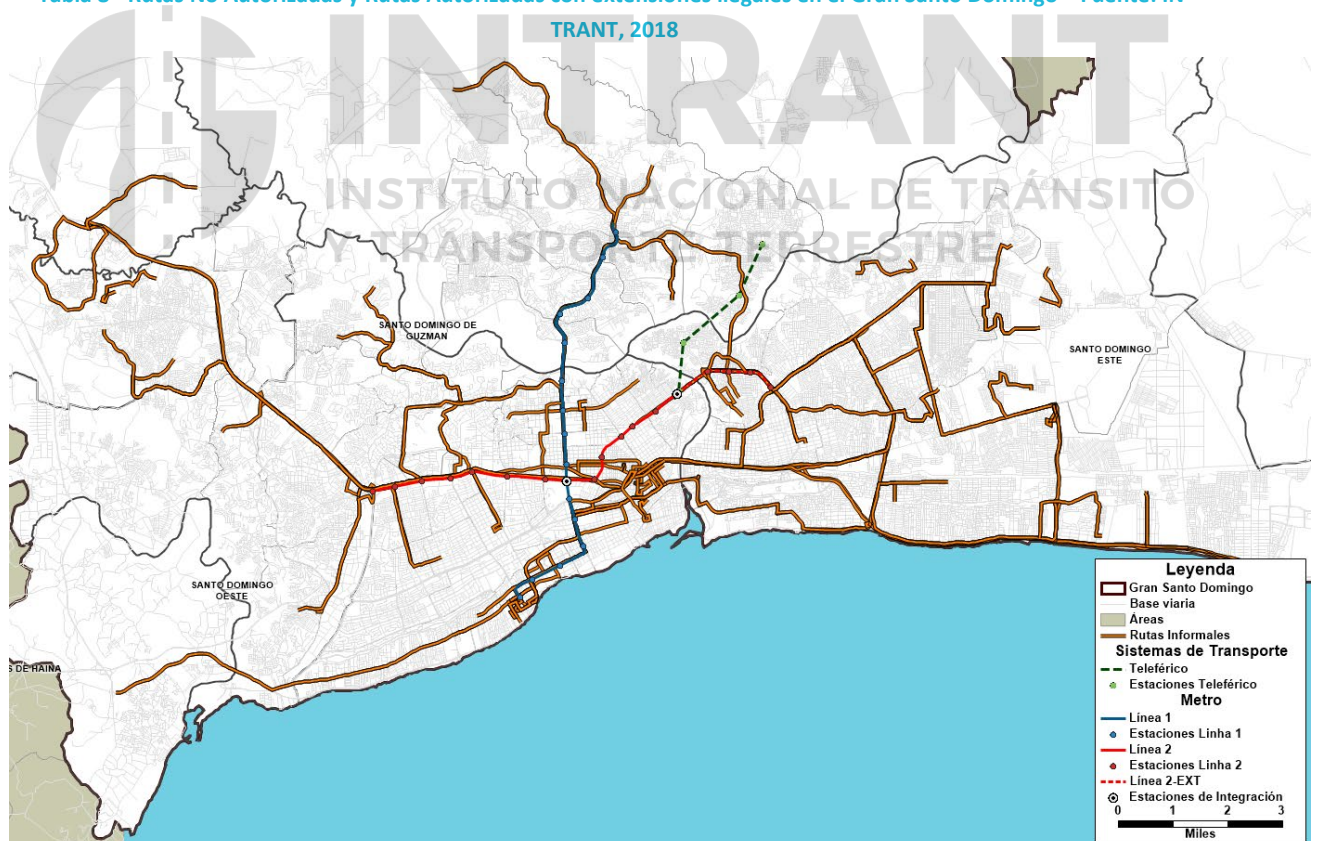 TRANT, 2018
INTRANT
INSTITUTO NACIONAL DE TRÁNSITO
Y TRANSPORTE TERRESTRE
SANTO DOMINGO DE
GUZMAN
SANTO DOMINGO
ESTE
SANTO DOMINGO
OESTE
S DE HAINA
Leyenda
Gran Santo Domingo
Base viaria
Áreas
Rutas Informales
Sistemas de Transporte
Teleférico
Estaciones Teleférico
Metro
Línea 1
Estaciones Linha 1
Línea 2
Estaciones Linha 2
Línea 2-EXT
Estaciones de Integración
0 1 2 3
Miles